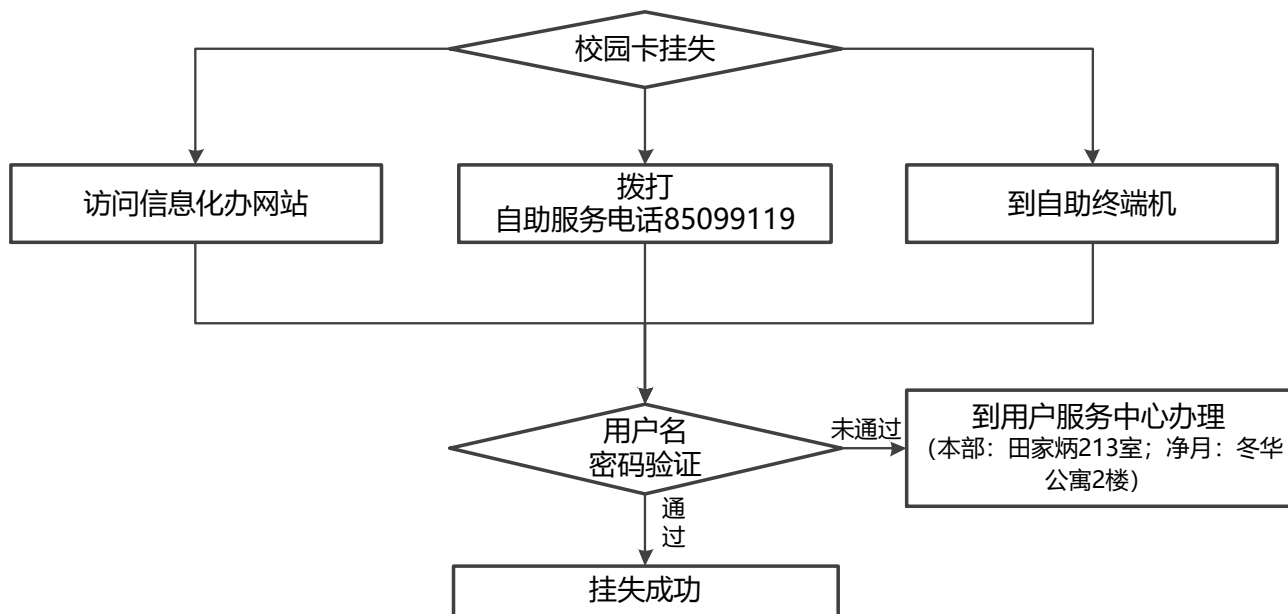 校园卡挂失
访问信息化办网站
拨打
自助服务电话85099119
到自助终端机
用户名
密码验证
未通过
到用户服务中心办理
（本部：田家炳213室；净月：冬华
公寓2楼）
通
过
挂失成功